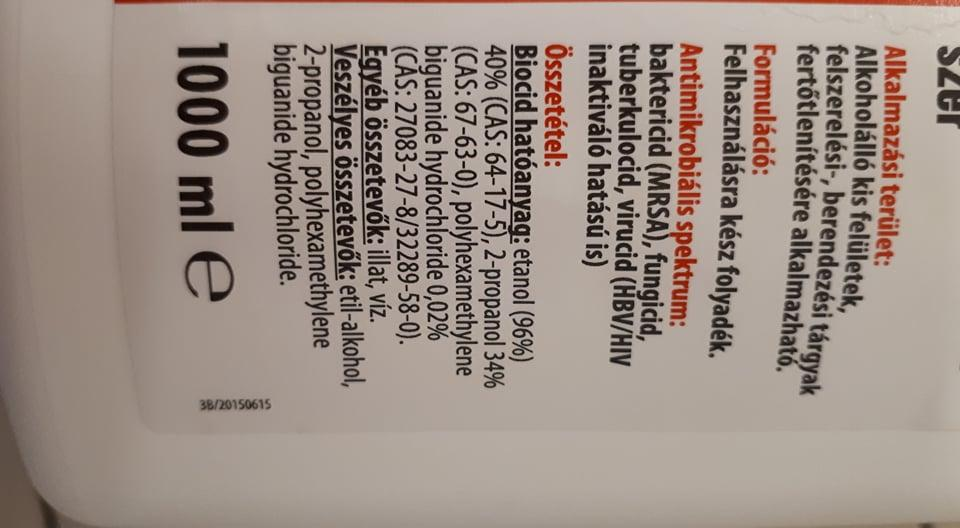 szer
Alkalmazási terület:
Alkoholálló kis felületek,
felszerelési-, berendezési tárgyak
fertőtlenítésére alkalmazható.
Formuláció:
Felhasználásra kész folyadék.
Antimikrobiális spektrum:
baktericid (MRSA), fungicid,
tuberkulocid, virucid (HBV/HIV
inaktiváló hatású is)
Összetétel:
Biocid hatóanyag: etanol (96%)
40% (CAS: 64-17-5), 2-propanol 34%
(CAS: 67-63-0), polyhexamethylene
biguanide hydrochloride 0,02%
(CAS: 27083-27-8/32289-58-0).
Egyéb összetevők: illat, víz.
Veszélyes összetevők: etil-alkohol,
2-propanol, polyhexamethylene
biguanide hydrochloride.
1000 ml e
3B/20150615